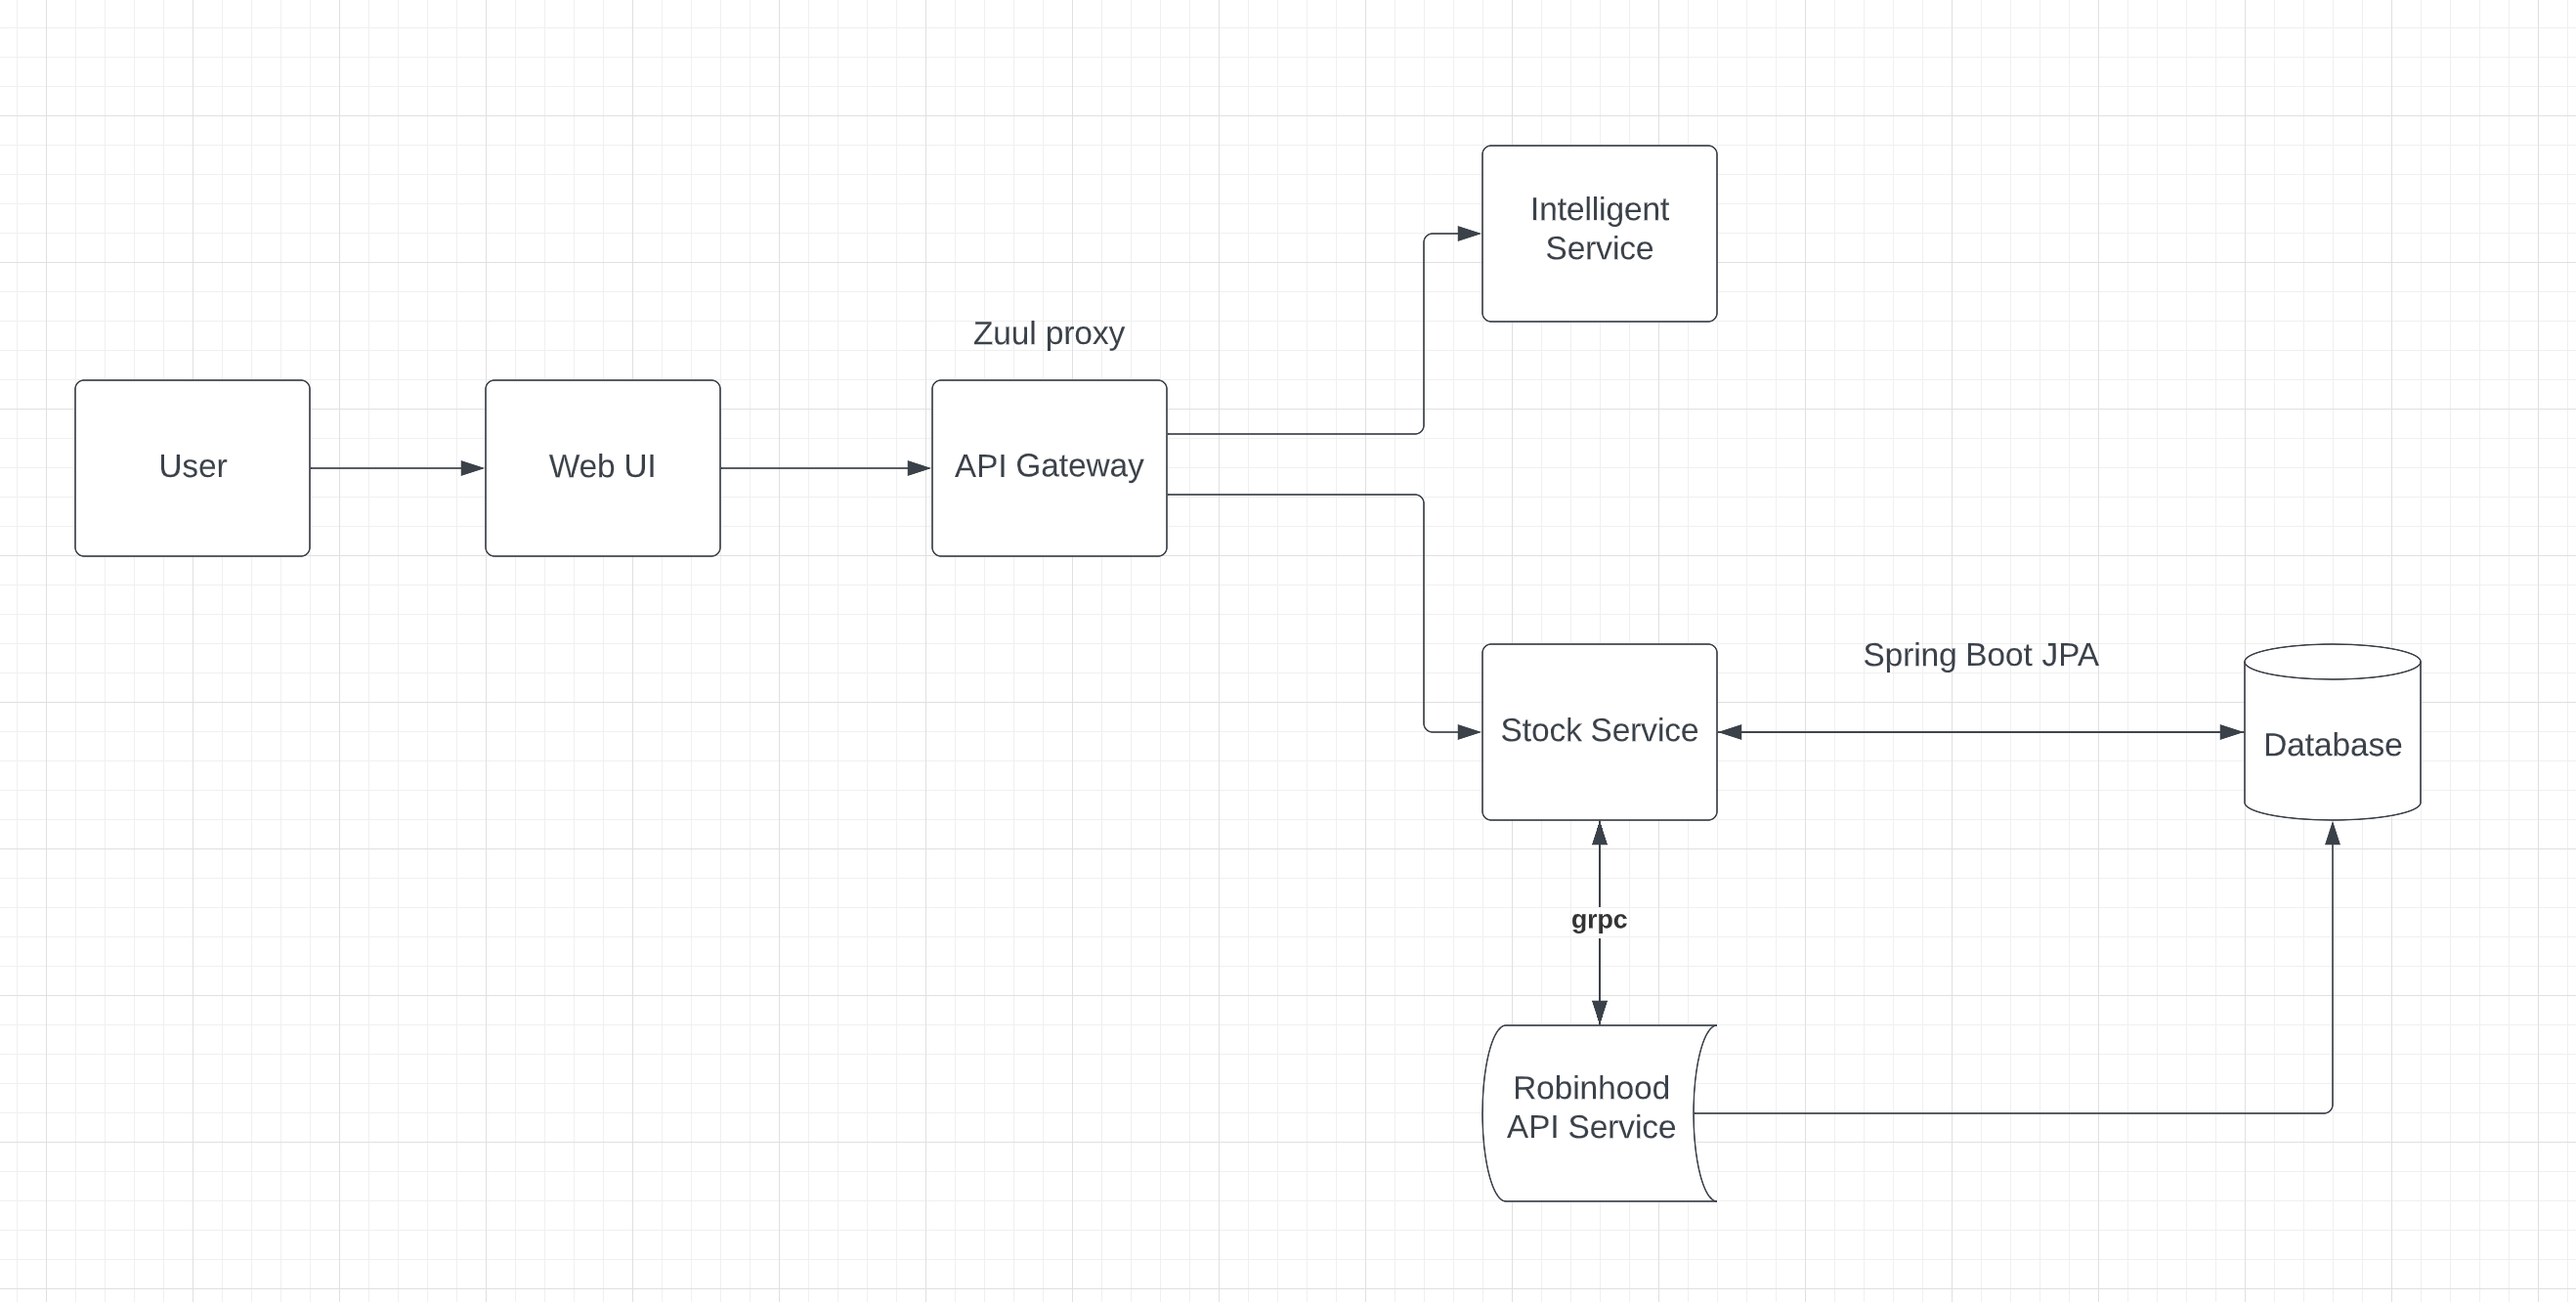 Intelligent
Service
Zuul proxy
User
Web UI
API Gateway
Spring Boot JPA
Stock Service
Database
grpc
Robinhood
API Service